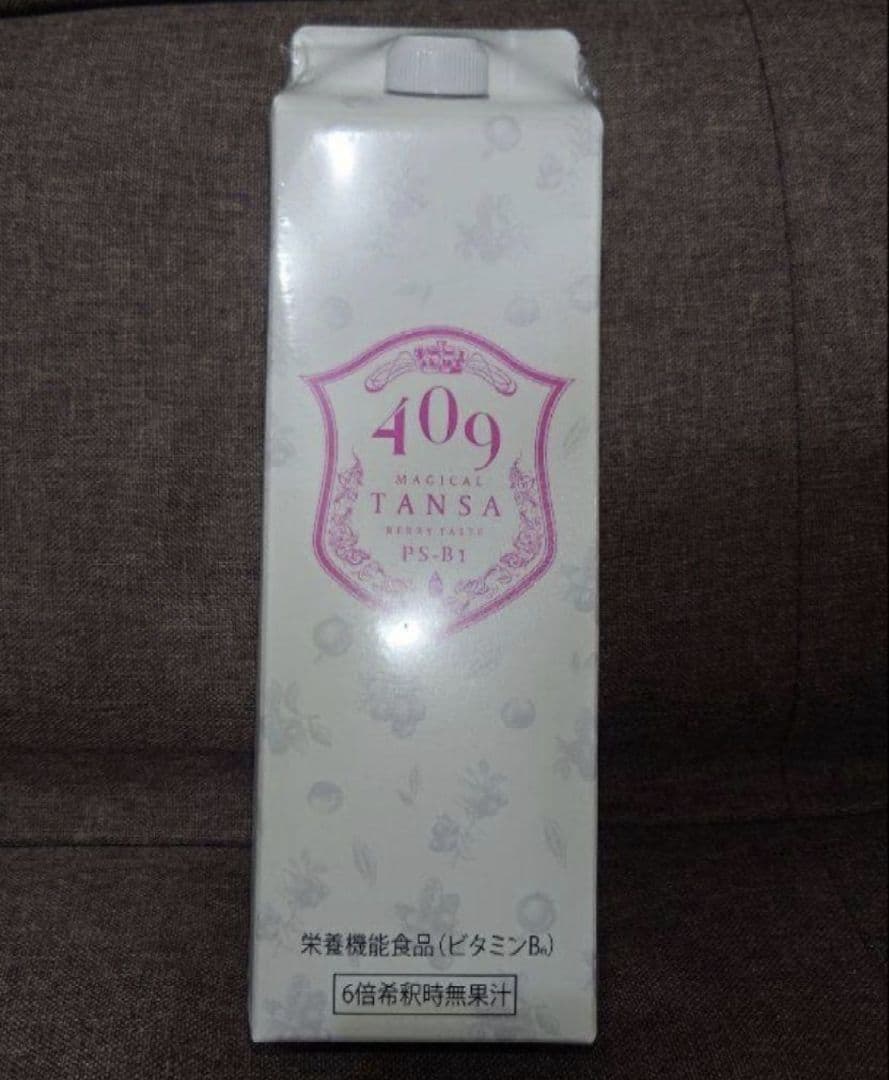 409
MAGICAL
TANSA
BERRY TASTE
PS-B1
栄養機能食品(ビタミンB₆)
6倍希釈時無果汁